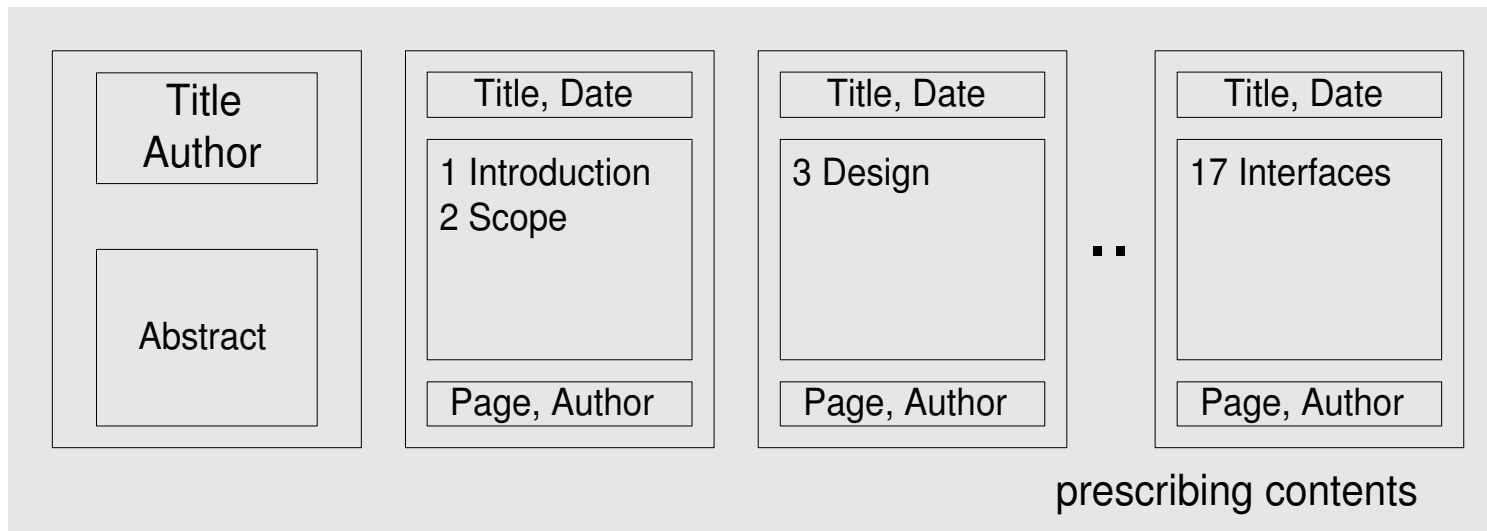 Title
Author
Abstract
Title, Date
1 Introduction
2 Scope
Page, Author
Title, Date
3 Design
Page, Author
..
Title, Date
17 Interfaces
Page, Author
prescribing contents